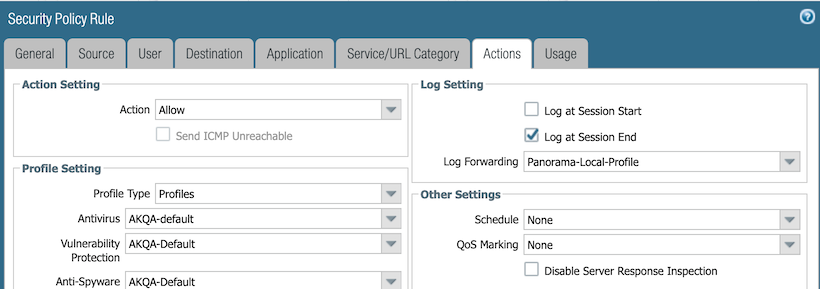 Security Policy Rule
General Source User Destination Application Service/URL Category Actions Usage
Action Setting
Action Allow
Send ICMP Unreachable
Profile Setting
Profile Type Profiles
Antivirus AKQA-default
Vulnerability Protection AKQA-Default
Anti-Spyware AKQA-Default
Log Setting
Log at Session Start
Log at Session End
Log Forwarding Panorama-Local-Profile
Other Settings
Schedule None
QoS Marking None
Disable Server Response Inspection